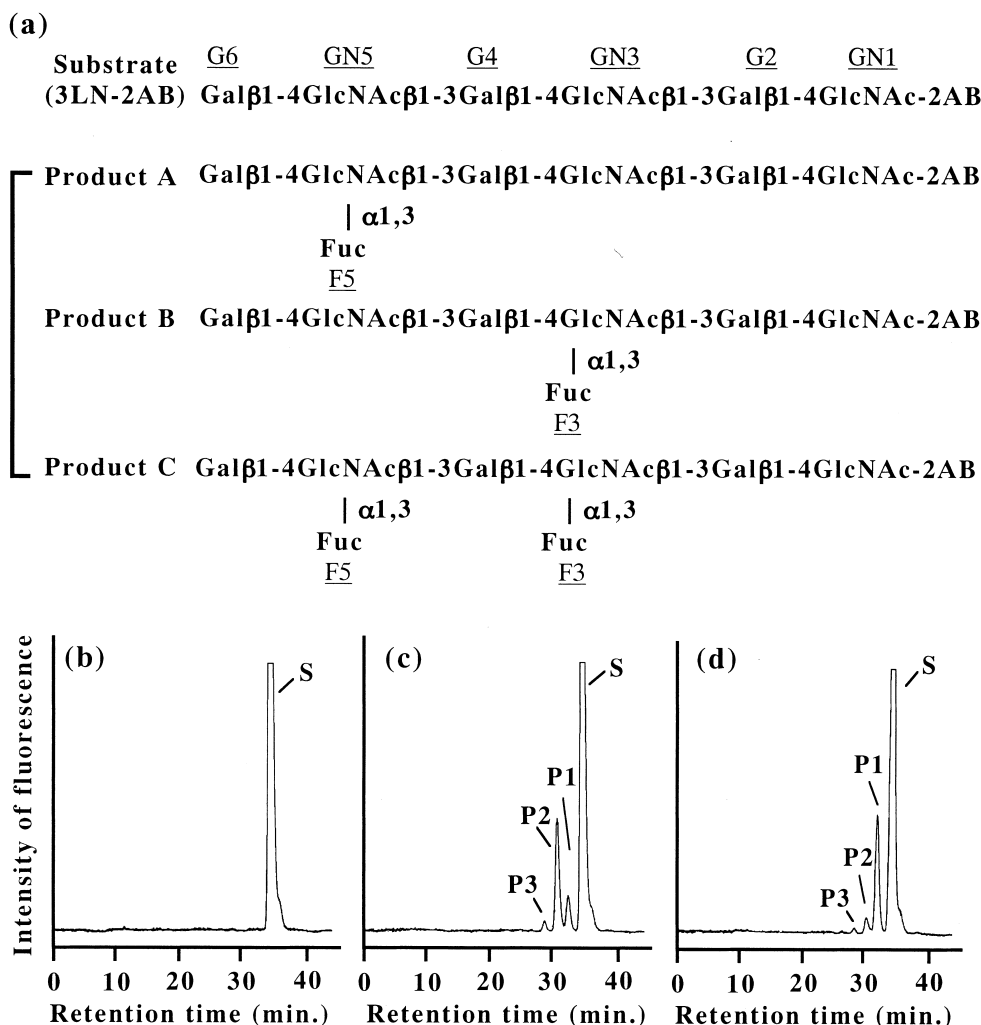 (a)
G6 GN5 G4 GN3 G2 GN1
Substrate
(3LN-2AB) Galβ1-4GlcNAcβ1-3Galβ1-4GlcNAcβ1-3Galβ1-4GlcNAc-2AB
Product A Galβ1-4GlcNAcβ1-3Galβ1-4GlcNAcβ1-3Galβ1-4GlcNAc-2AB
| α1,3
Fuc
F5
Product B Galβ1-4GlcNAcβ1-3Galβ1-4GlcNAcβ1-3Galβ1-4GlcNAc-2AB
| α1,3
Fuc
F3
Product C Galβ1-4GlcNAcβ1-3Galβ1-4GlcNAcβ1-3Galβ1-4GlcNAc-2AB
| α1,3 | α1,3
Fuc Fuc
F5 F3
Intensity of fluorescence
(b)
S
0 10 20 30 40
Retention time (min.)
(c)
S
P1
P2
P3
0 10 20 30 40
Retention time (min.)
(d)
S
P1
P2
P3
0 10 20 30 40
Retention time (min.)